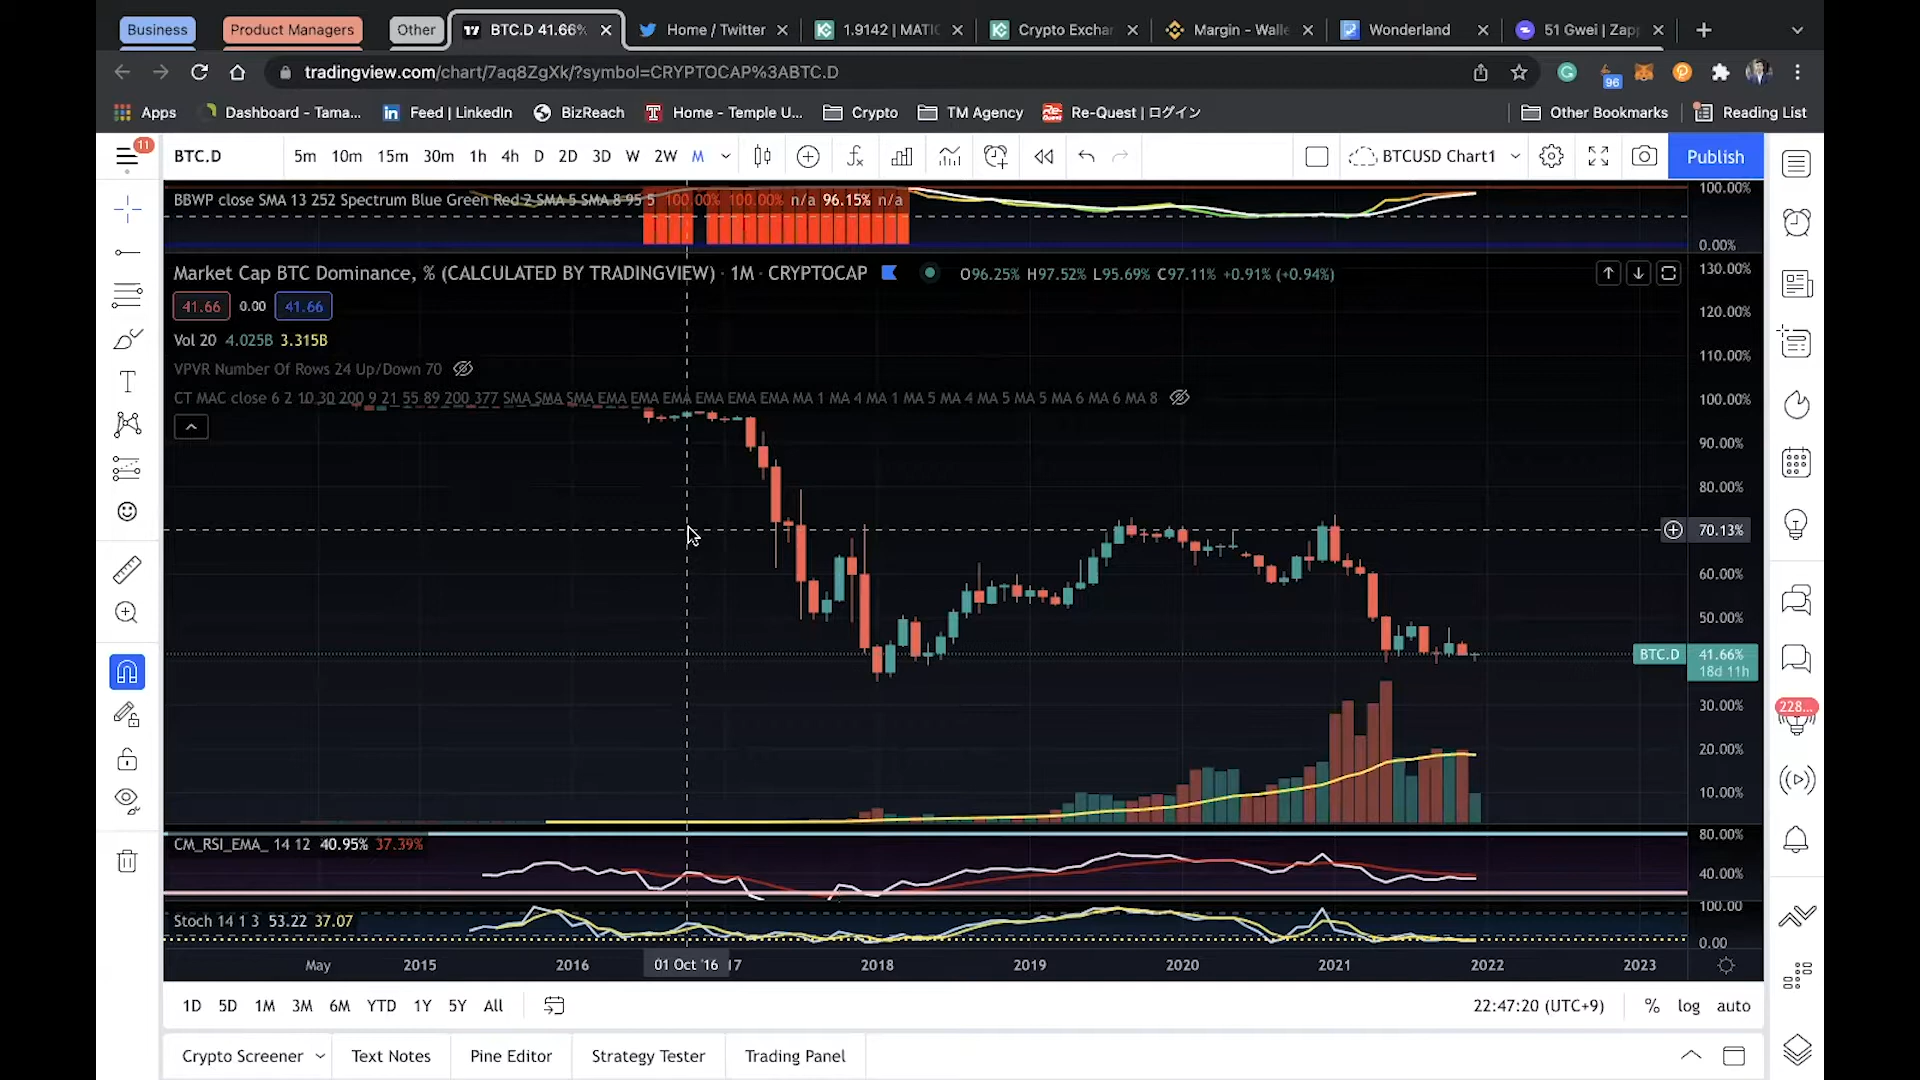 Business Product Managers Other BTC.D 41.66% Home / Twitter 1.9142 | MATIC Crypto Exchar Margin - Walle Wonderland 51 Gwei | Zapp
tradingview.com/chart/7aq8ZgXk/?symbol=CRYPTOCAP%3ABTC.D 96
Apps Dashboard - Tama... Feed | LinkedIn BizReach Home - Temple U... Crypto TM Agency Re-Quest | ログイン Other Bookmarks Reading List
11 BTC.D 5m 10m 15m 30m 1h 4h D 2D 3D W 2W M BTCUSD Chart1 Publish
BBWP close SMA 13 252 Spectrum Blue Green Red 2 SMA 5 SMA 8 95 5 100.00% 100.00% n/a 96.15% n/a
100.00%
0.00%
Market Cap BTC Dominance, % (CALCULATED BY TRADINGVIEW) · 1M · CRYPTOCAP O96.25% H97.52% L95.69% C97.11% +0.91% (+0.94%)
41.66 0.00 41.66
Vol 20 4.025B 3.315B
VPVR Number Of Rows 24 Up/Down 70
CT MAC close 6 2 10 30 200 9 21 55 89 200 377 SMA SMA SMA EMA EMA EMA EMA EMA EMA MA 1 MA 4 MA 1 MA 5 MA 4 MA 5 MA 5 MA 6 MA 6 MA 8
130.00%
120.00%
110.00%
100.00%
90.00%
80.00%
70.13%
60.00%
50.00%
BTC.D 41.66%
18d 11h
30.00%
20.00%
10.00%
228...
CM_RSI_EMA_ 14 12 40.95% 37.39%
80.00%
40.00%
Stoch 14 1 3 53.22 37.07
100.00
0.00
May 2015 2016 01 Oct '16 17 2018 2019 2020 2021 2022 2023
1D 5D 1M 3M 6M YTD 1Y 5Y All 22:47:20 (UTC+9) % log auto
Crypto Screener Text Notes Pine Editor Strategy Tester Trading Panel